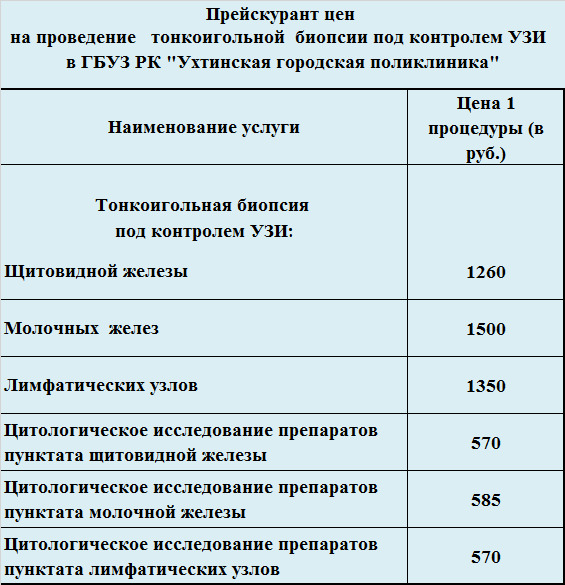 Прейскурант цен
на проведение тонкоигольной биопсии под контролем УЗИ
в ГБУЗ РК "Ухтинская городская поликлиника"
Наименование услуги
Цена 1
процедуры (в
руб.)
Тонкоигольная биопсия
под контролем УЗИ:
Щитовидной железы 1260
Молочных желез 1500
Лимфатических узлов 1350
Цитологическое исследование препаратов
пунктата щитовидной железы 570
Цитологическое исследование препаратов
пунктата молочной железы 585
Цитологическое исследование препаратов
пунктата лимфатических узлов 570